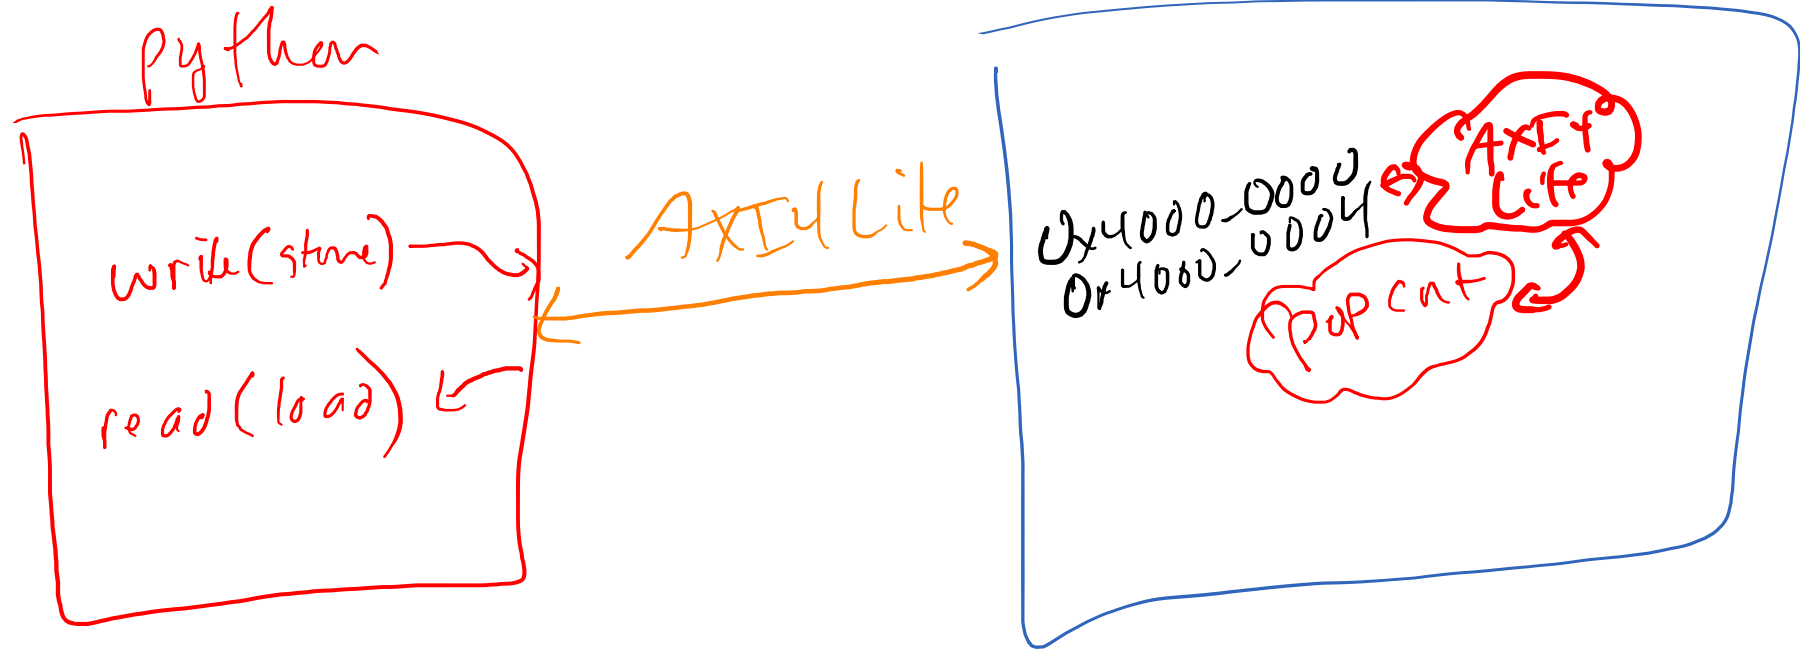 Python
write(store)
read(load)
AXI4 Lite
0x4000_0000
0x4000_0004
AXI4
Lite
popcnt